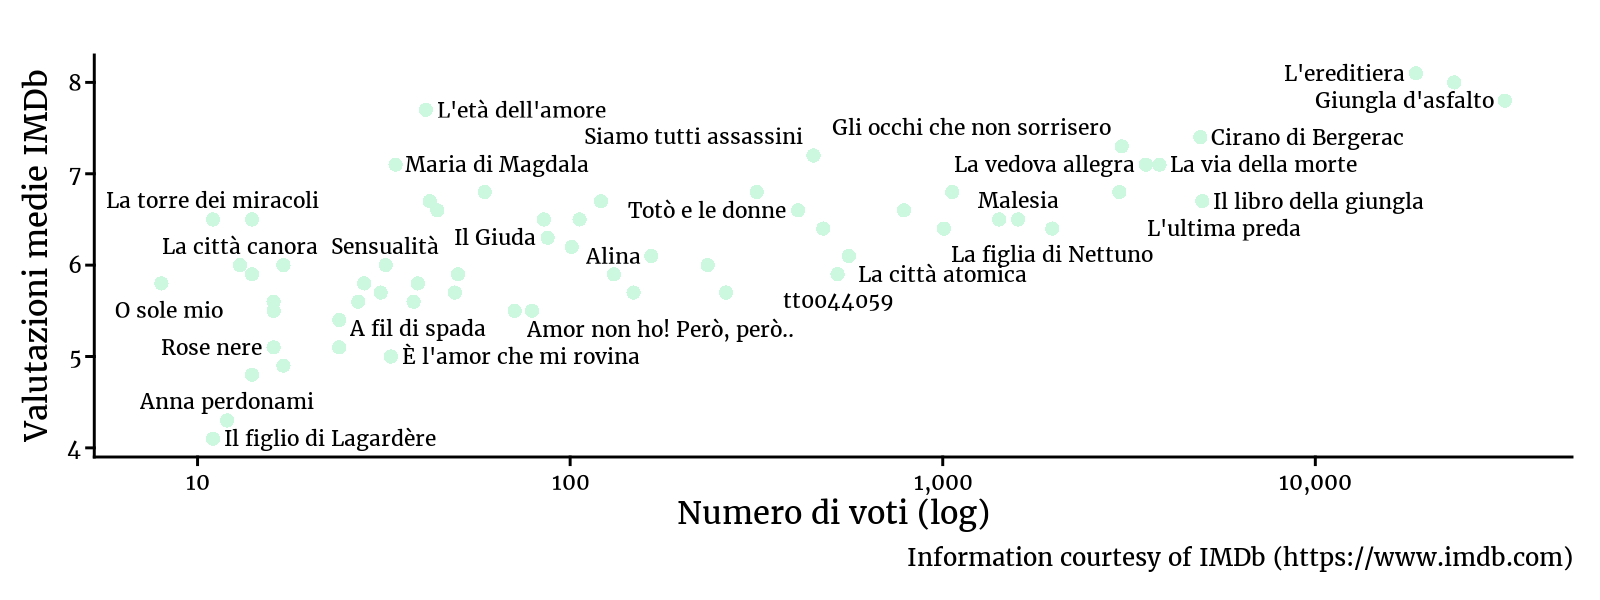 L'ereditiera
8
Giungla d'asfalto
L'età dell'amore
Gli occhi che non sorrisero
Siamo tutti assassini
Cirano di Bergerac
Maria di Magdala
La vedova allegra
La via della morte
7
La torre dei miracoli
Malesia
Il libro della giungla
Totò e le donne
L'ultima preda
Il Giuda
La città canora
Sensualità
Alina
La figlia di Nettuno
6
La città atomica
tt0044059
O sole mio
A fil di spada
Amor non ho! Però, però..
Rose nere
È l'amor che mi rovina
5
Anna perdonami
Il figlio di Lagardère
4
Valutazioni medie IMDb
10
100
1,000
10,000
Numero di voti (log)
Information courtesy of IMDb (https://www.imdb.com)